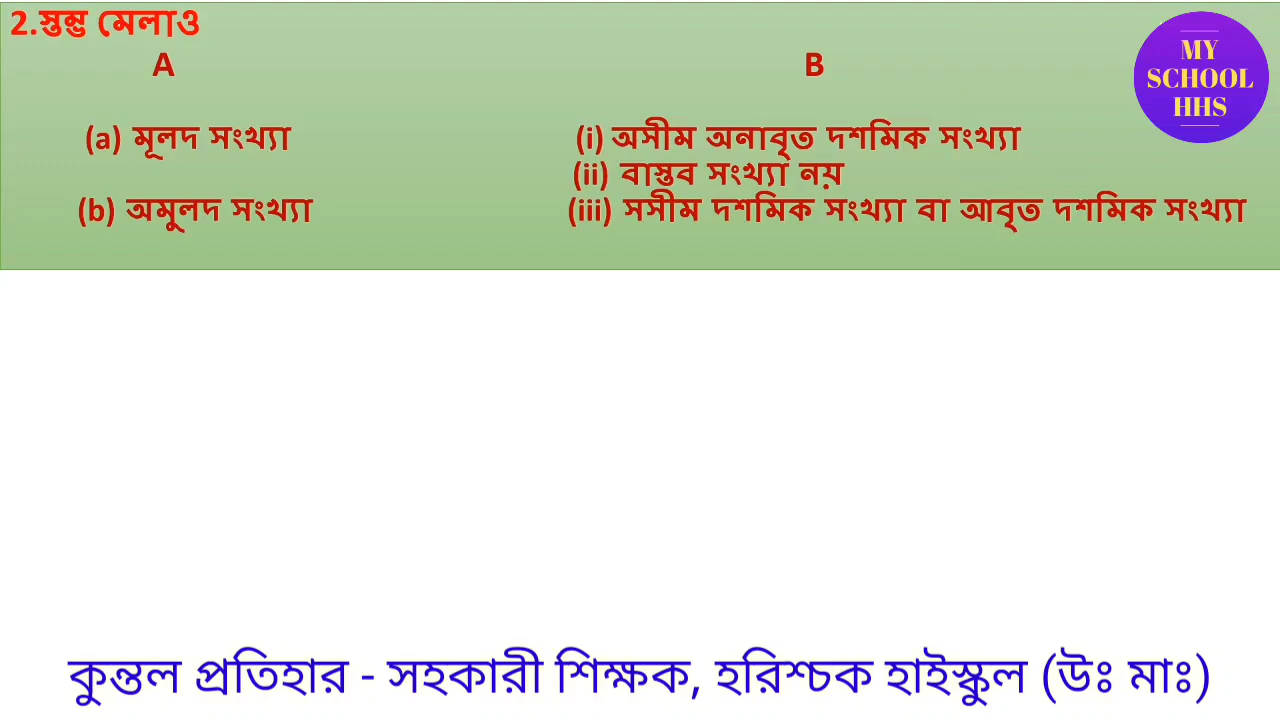 2.স্তম্ভ মেলাও
A B
(a) মূলদ সংখ্যা (i) অসীম অনাবৃত দশমিক সংখ্যা
(ii) বাস্তব সংখ্যা নয়
(b) অমুলদ সংখ্যা (iii) সসীম দশমিক সংখ্যা বা আবৃত দশমিক সংখ্যা
MY
SCHOOL
HHS
কুন্তল প্রতিহার - সহকারী শিক্ষক, হরিশ্চক হাইস্কুল (উঃ মাঃ)